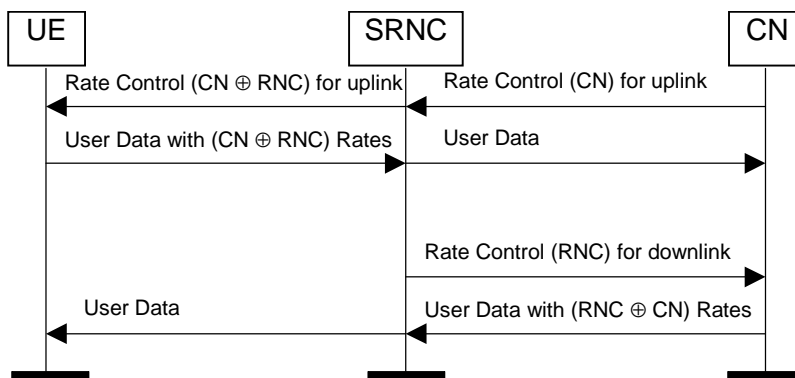 UE
SRNC
CN
Rate Control (CN ⊕ RNC) for uplink
Rate Control (CN) for uplink
User Data with (CN ⊕ RNC) Rates
User Data
Rate Control (RNC) for downlink
User Data
User Data with (RNC ⊕ CN) Rates